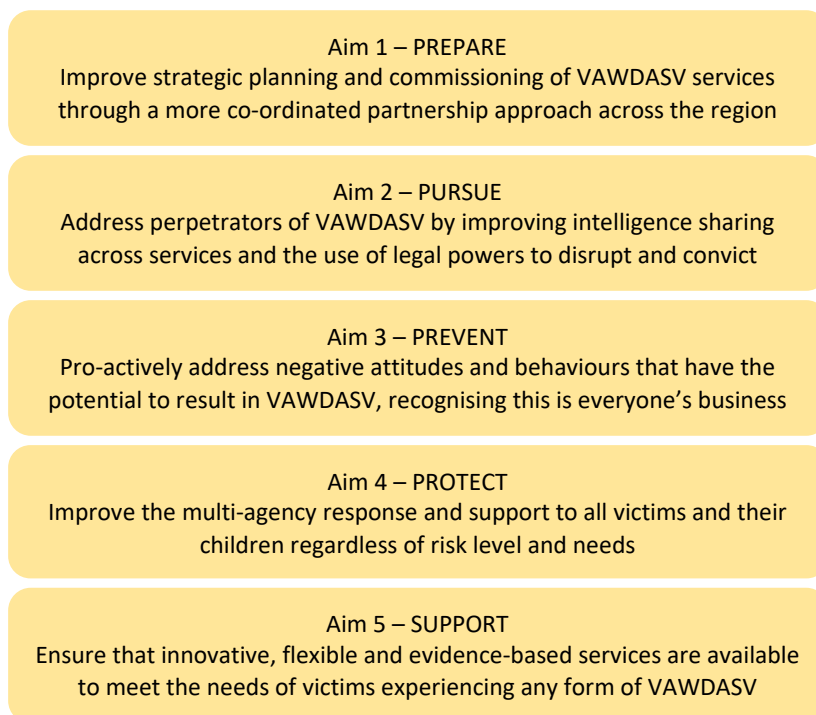 Aim 1 – PREPARE
Improve strategic planning and commissioning of VAWDASV services
through a more co-ordinated partnership approach across the region
Aim 2 – PURSUE
Address perpetrators of VAWDASV by improving intelligence sharing
across services and the use of legal powers to disrupt and convict
Aim 3 – PREVENT
Pro-actively address negative attitudes and behaviours that have the
potential to result in VAWDASV, recognising this is everyone’s business
Aim 4 – PROTECT
Improve the multi-agency response and support to all victims and their
children regardless of risk level and needs
Aim 5 – SUPPORT
Ensure that innovative, flexible and evidence-based services are available
to meet the needs of victims experiencing any form of VAWDASV